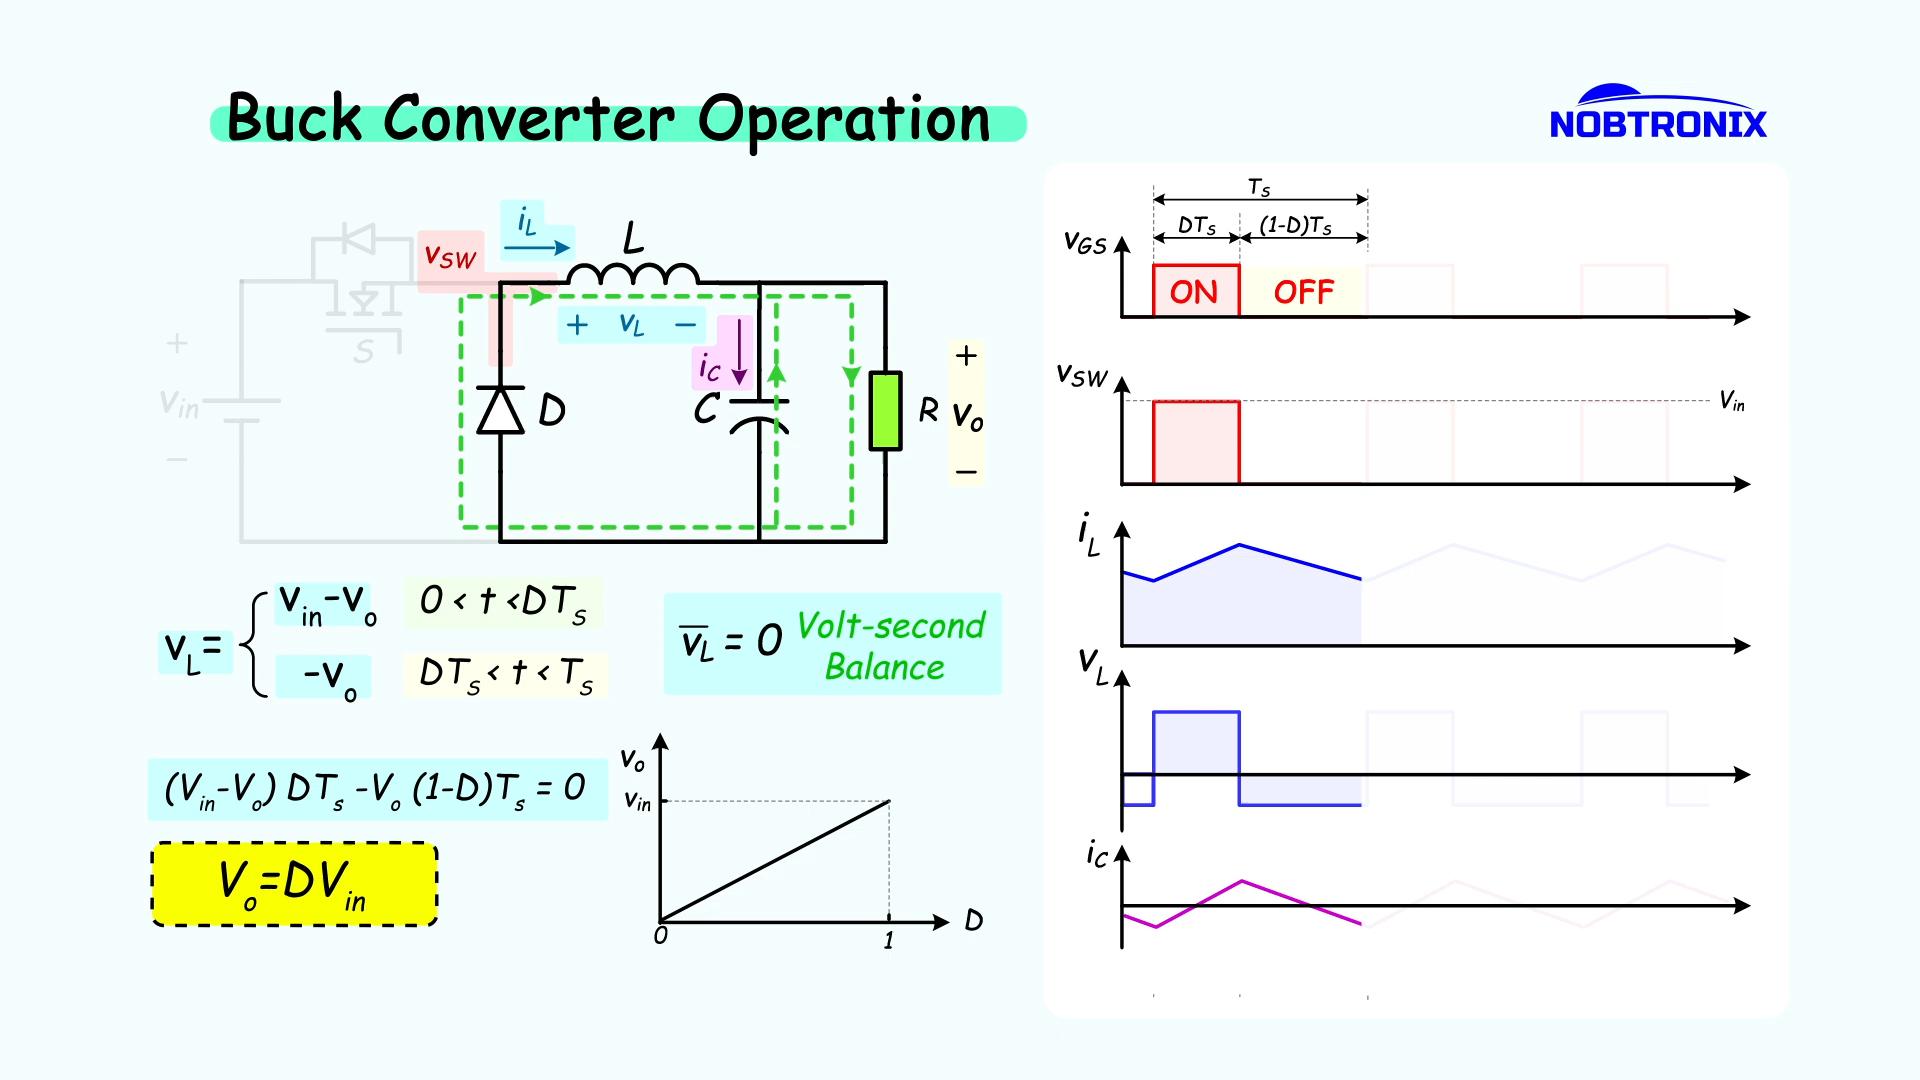 Buck Converter Operation
NOBTRONIX
iL
L
vSW
+ vL −
S
+
vin
−
iC
D
C
R
+
vo
−
vL=
vin-vo
0 < t <DTS
-vo
DTS < t < TS
v̅L = 0
Volt-second
Balance
(Vin-Vo) DTs -Vo (1-D)Ts = 0
Vo=DVin
vo
vin
0
1
D
TS
DTS
(1-D)TS
vGS
ON
OFF
vSW
Vin
iL
vL
iC